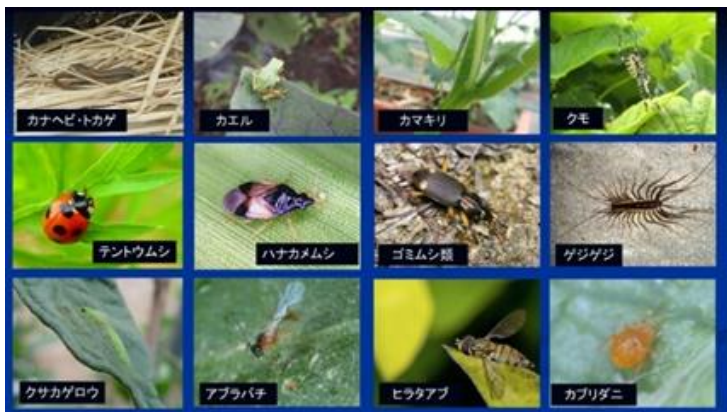 カナヘビ・トカゲ
カエル
カマキリ
クモ
テントウムシ
ハナカメムシ
ゴミムシ類
ゲジゲジ
クサカゲロウ
アブラバチ
ヒラタアブ
カブリダニ